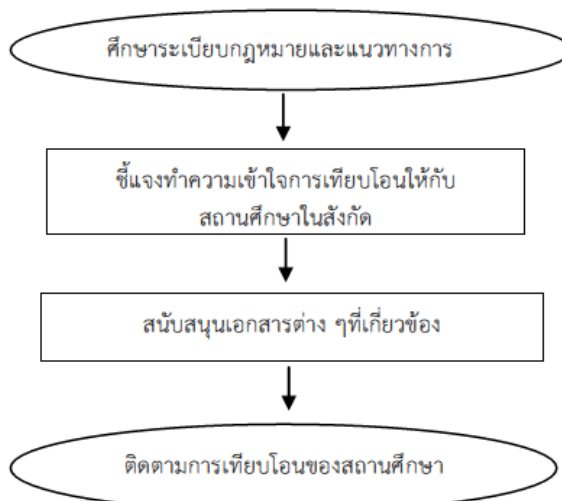 ศึกษาระเบียบกฎหมายและแนวทางการ
ชี้แจงทำความเข้าใจการเทียบโอนให้กับ
สถานศึกษาในสังกัด
สนับสนุนเอกสารต่าง ๆที่เกี่ยวข้อง
ติดตามการเทียบโอนของสถานศึกษา